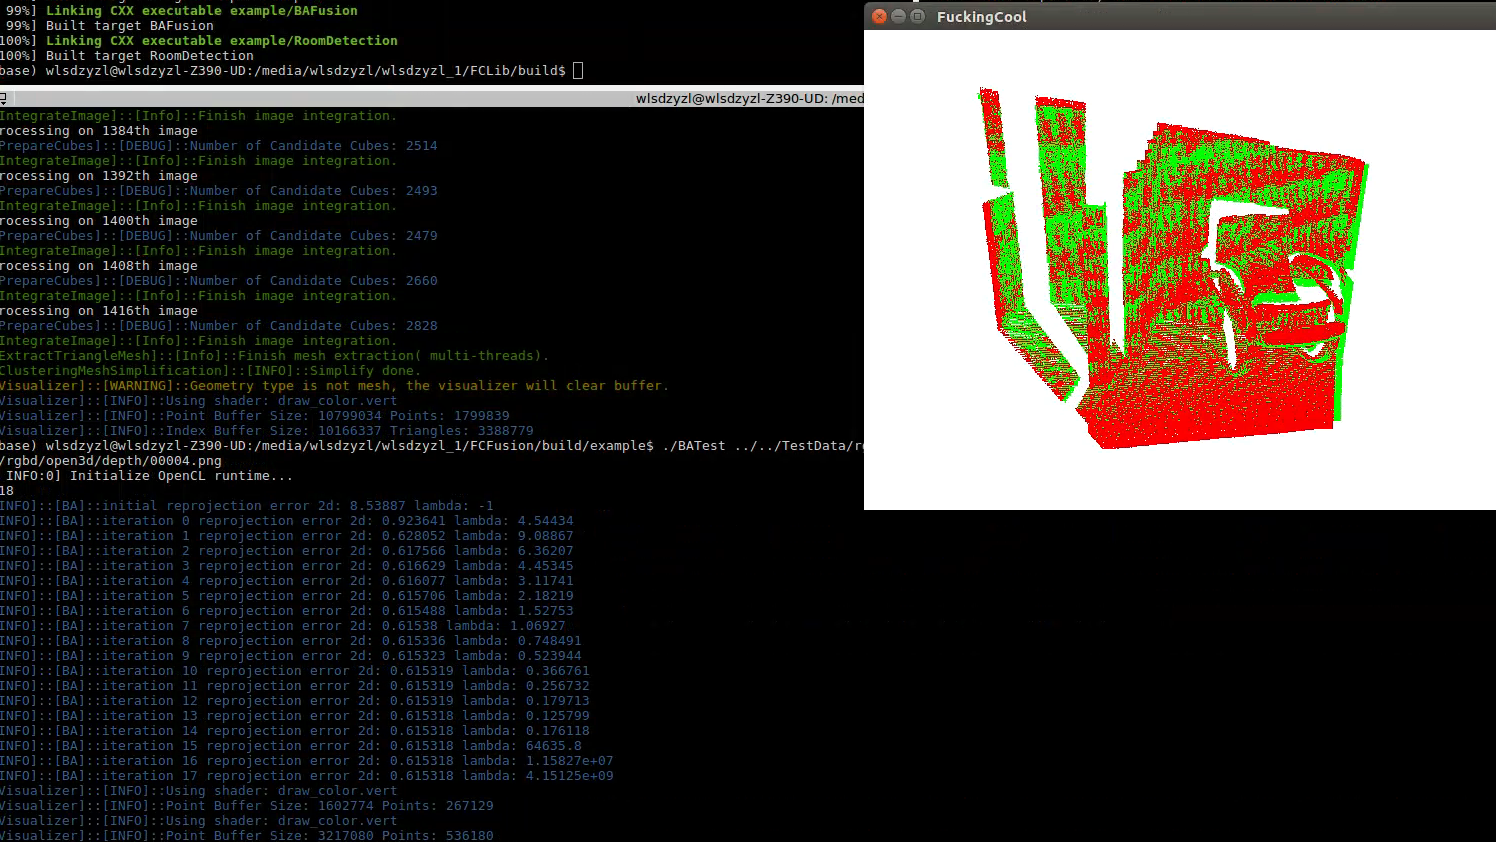 99%] Linking CXX executable example/BAFusion
99%] Built target BAFusion
100%] Linking CXX executable example/RoomDetection
100%] Built target RoomDetection
base) wlsdzyzl@wlsdzyzl-Z390-UD:/media/wlsdzyzl/wlsdzyzl_1/FCLib/build$
FuckingCool
wlsdzyzl@wlsdzyzl-Z390-UD: /med
IntegrateImage]::[Info]::Finish image integration.
rocessing on 1384th image
PrepareCubes]::[DEBUG]::Number of Candidate Cubes: 2514
IntegrateImage]::[Info]::Finish image integration.
rocessing on 1392th image
PrepareCubes]::[DEBUG]::Number of Candidate Cubes: 2493
IntegrateImage]::[Info]::Finish image integration.
rocessing on 1400th image
PrepareCubes]::[DEBUG]::Number of Candidate Cubes: 2479
IntegrateImage]::[Info]::Finish image integration.
rocessing on 1408th image
PrepareCubes]::[DEBUG]::Number of Candidate Cubes: 2660
IntegrateImage]::[Info]::Finish image integration.
rocessing on 1416th image
PrepareCubes]::[DEBUG]::Number of Candidate Cubes: 2828
IntegrateImage]::[Info]::Finish image integration.
ExtractTriangleMesh]::[Info]::Finish mesh extraction( multi-threads).
ClusteringMeshSimplification]::[INFO]::Simplify done.
Visualizer]::[WARNING]::Geometry type is not mesh, the visualizer will clear buffer.
Visualizer]::[INFO]::Using shader: draw_color.vert
Visualizer]::[INFO]::Point Buffer Size: 10799034 Points: 1799839
Visualizer]::[INFO]::Index Buffer Size: 10166337 Triangles: 3388779
base) wlsdzyzl@wlsdzyzl-Z390-UD:/media/wlsdzyzl/wlsdzyzl_1/FCFusion/build/example$ ./BATest ../../TestData/r
/rgbd/open3d/depth/00004.png
INFO:0] Initialize OpenCL runtime...
18
INFO]::[BA]::initial reprojection error 2d: 8.53887 lambda: -1
INFO]::[BA]::iteration 0 reprojection error 2d: 0.923641 lambda: 4.54434
INFO]::[BA]::iteration 1 reprojection error 2d: 0.628052 lambda: 9.08867
INFO]::[BA]::iteration 2 reprojection error 2d: 0.617566 lambda: 6.36207
INFO]::[BA]::iteration 3 reprojection error 2d: 0.616629 lambda: 4.45345
INFO]::[BA]::iteration 4 reprojection error 2d: 0.616077 lambda: 3.11741
INFO]::[BA]::iteration 5 reprojection error 2d: 0.615706 lambda: 2.18219
INFO]::[BA]::iteration 6 reprojection error 2d: 0.615488 lambda: 1.52753
INFO]::[BA]::iteration 7 reprojection error 2d: 0.61538 lambda: 1.06927
INFO]::[BA]::iteration 8 reprojection error 2d: 0.615336 lambda: 0.748491
INFO]::[BA]::iteration 9 reprojection error 2d: 0.615323 lambda: 0.523944
INFO]::[BA]::iteration 10 reprojection error 2d: 0.615319 lambda: 0.366761
INFO]::[BA]::iteration 11 reprojection error 2d: 0.615319 lambda: 0.256732
INFO]::[BA]::iteration 12 reprojection error 2d: 0.615319 lambda: 0.179713
INFO]::[BA]::iteration 13 reprojection error 2d: 0.615318 lambda: 0.125799
INFO]::[BA]::iteration 14 reprojection error 2d: 0.615318 lambda: 0.176118
INFO]::[BA]::iteration 15 reprojection error 2d: 0.615318 lambda: 64635.8
INFO]::[BA]::iteration 16 reprojection error 2d: 0.615318 lambda: 1.15827e+07
INFO]::[BA]::iteration 17 reprojection error 2d: 0.615318 lambda: 4.15125e+09
Visualizer]::[INFO]::Using shader: draw_color.vert
Visualizer]::[INFO]::Point Buffer Size: 1602774 Points: 267129
Visualizer]::[INFO]::Using shader: draw_color.vert
Visualizer]::[INFO]::Point Buffer Size: 3217080 Points: 536180